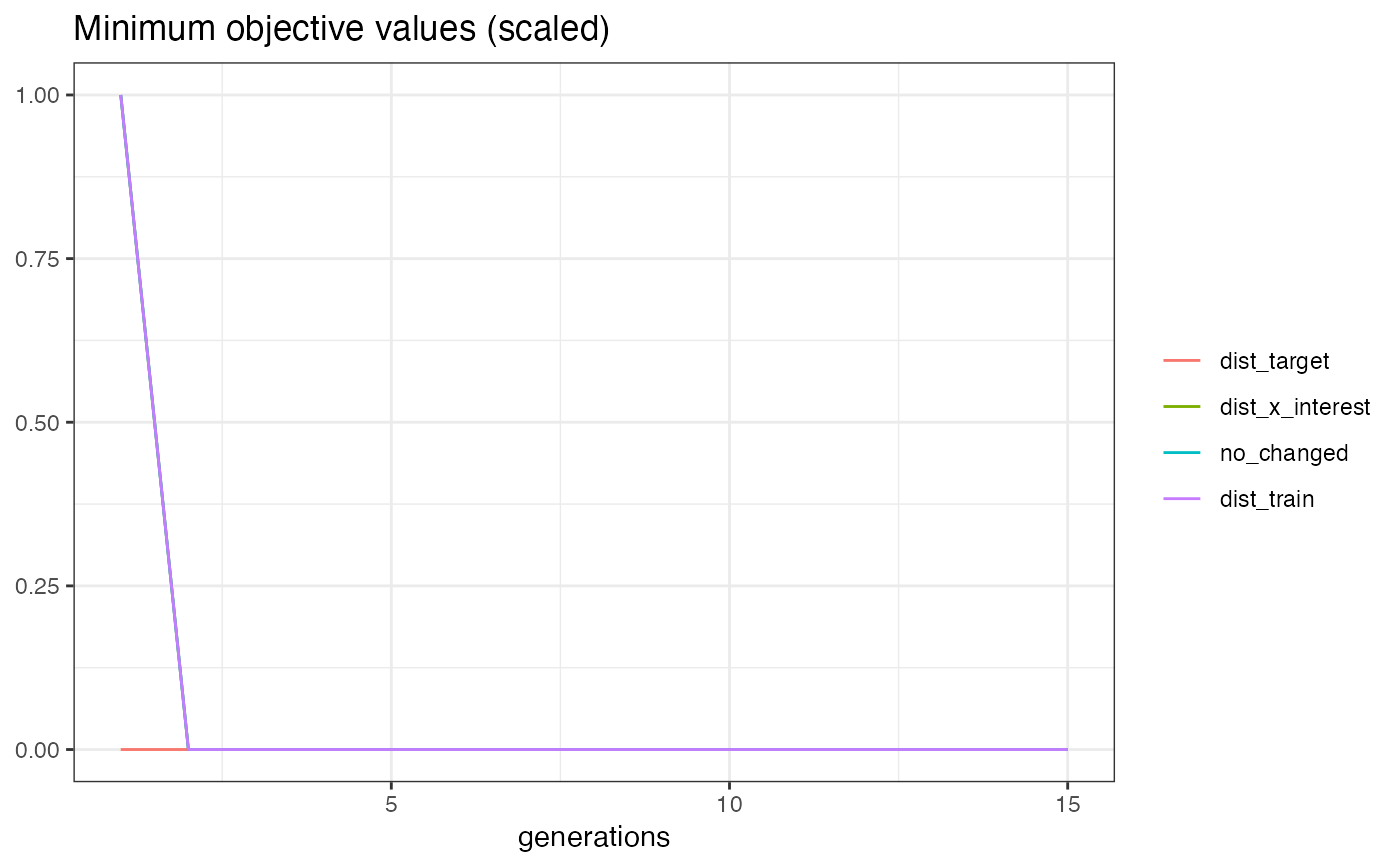 Minimum objective values (scaled)
1.00
0.75
0.50
0.25
0.00
5
10
15
generations
dist_target
dist_x_interest
no_changed
dist_train